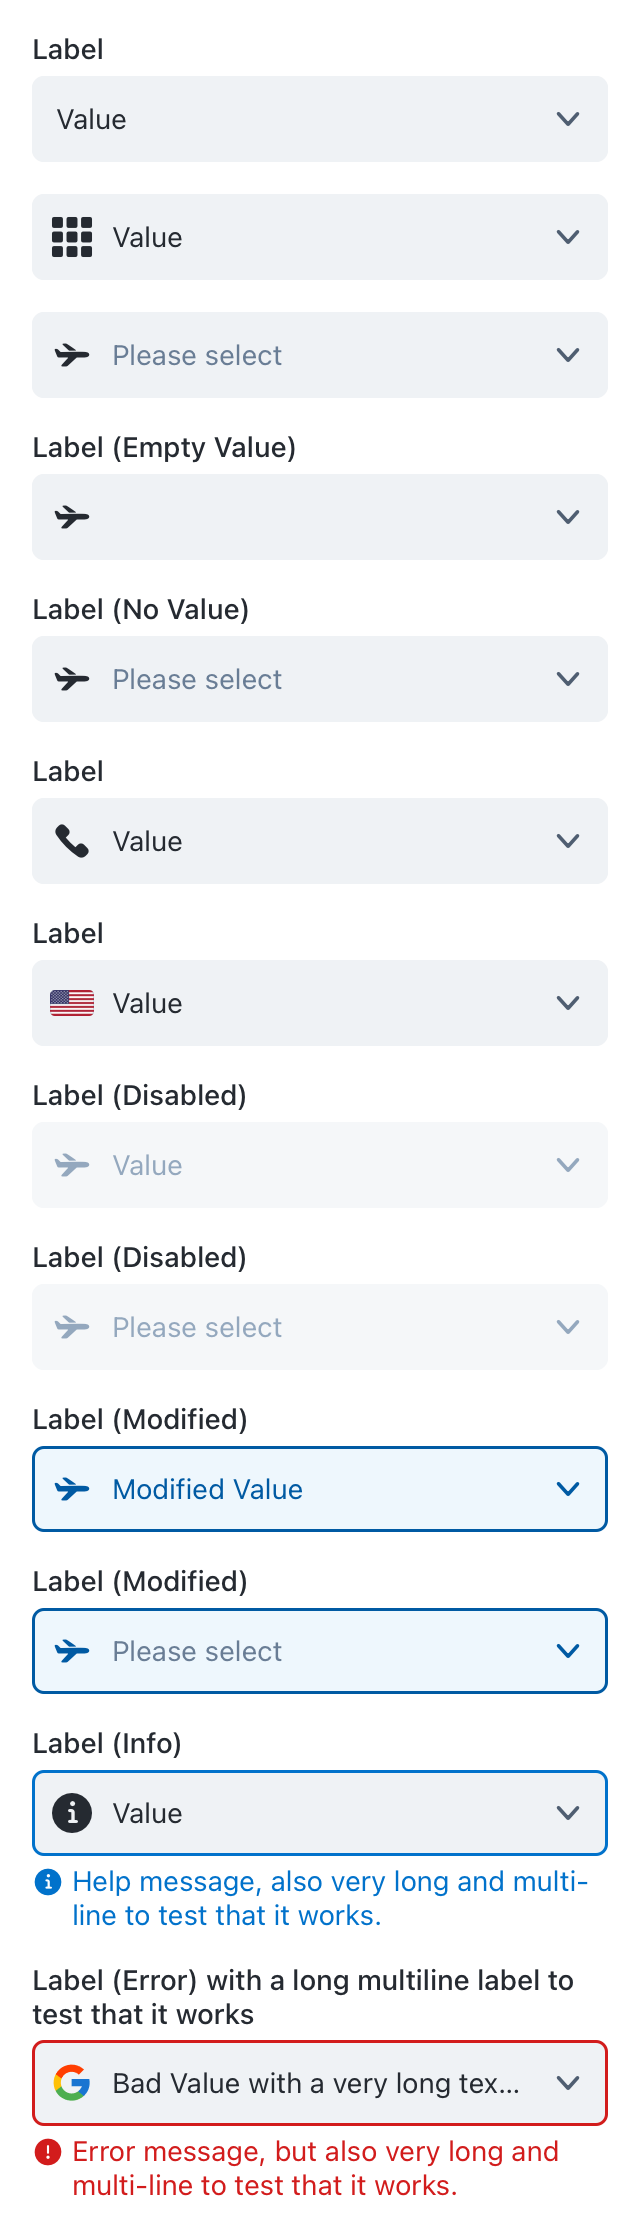 Label
Value
Value
Please select
Label (Empty Value)
Label (No Value)
Please select
Label
Value
Label
Value
Label (Disabled)
Value
Label (Disabled)
Please select
Label (Modified)
Modified Value
Label (Modified)
Please select
Label (Info)
Value
Help message, also very long and multi-
line to test that it works.
Label (Error) with a long multiline label to
test that it works
Bad Value with a very long tex...
Error message, but also very long and
multi-line to test that it works.